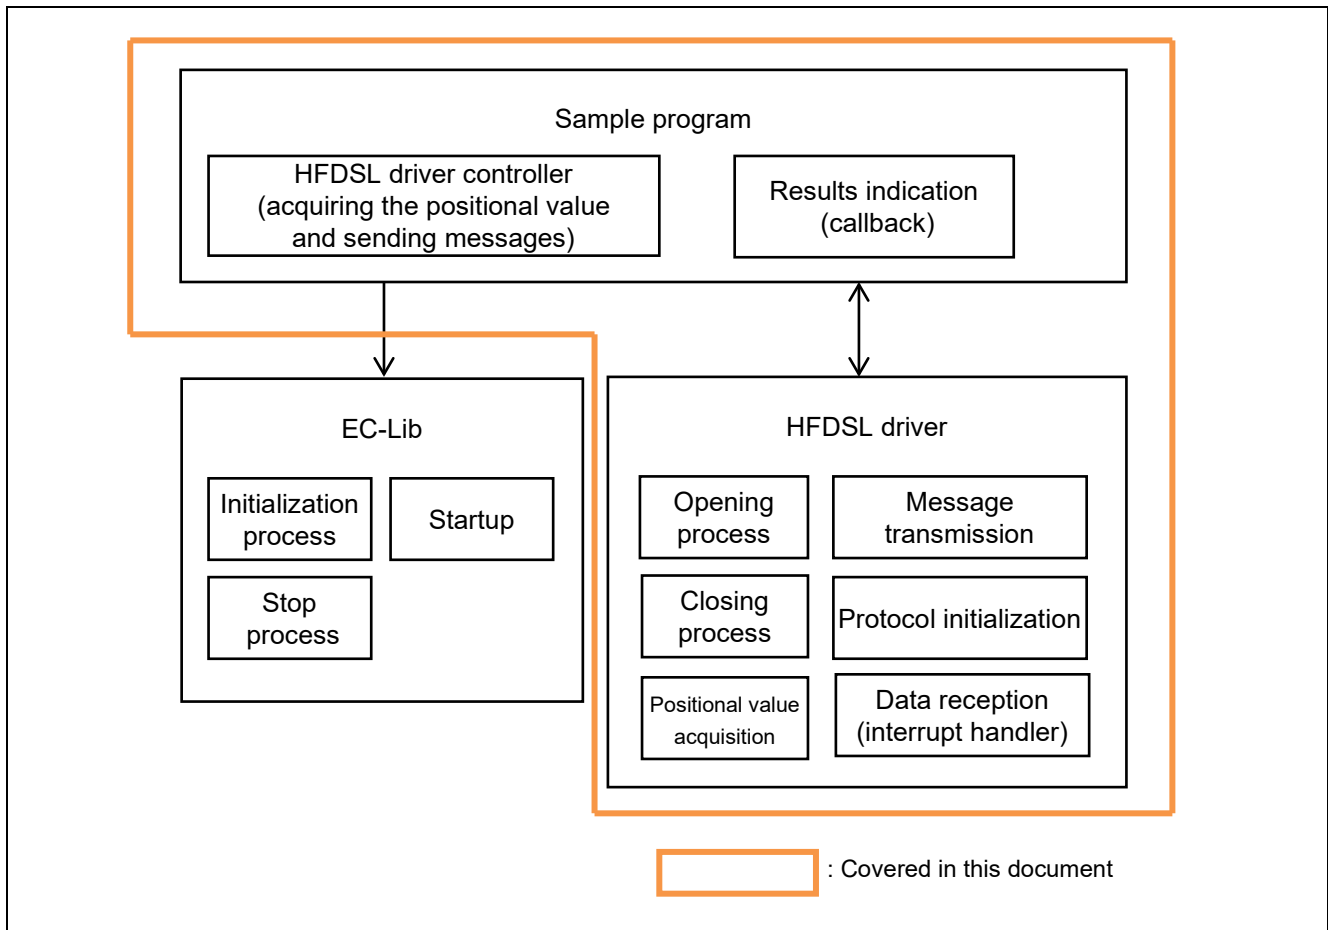 Sample program
HFDSL driver controller
(acquiring the positional value
and sending messages)
Results indication
(callback)
EC-Lib
Initialization
process
Startup
Stop
process
HFDSL driver
Opening
process
Message
transmission
Closing
process
Protocol initialization
Positional value
acquisition
Data reception
(interrupt handler)
: Covered in this document